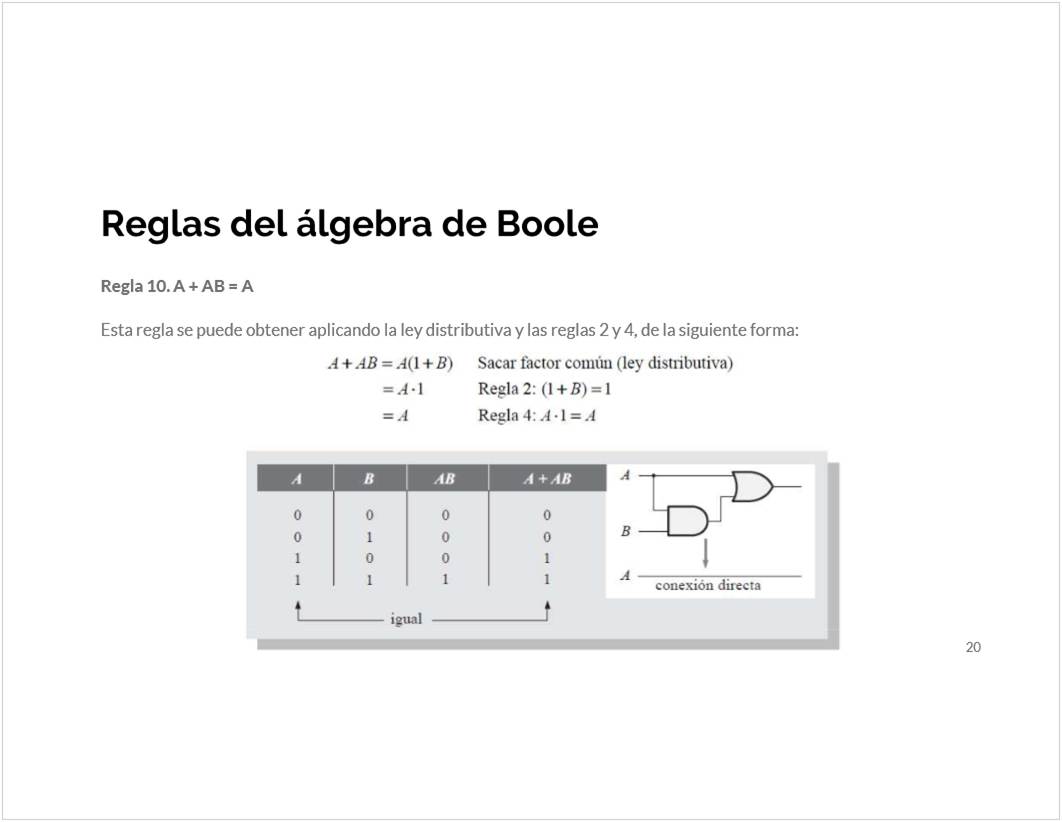 Reglas del álgebra de Boole
Regla 10. A + AB = A
Esta regla se puede obtener aplicando la ley distributiva y las reglas 2 y 4, de la siguiente forma:
A + AB = A(1 + B) Sacar factor común (ley distributiva)
= A · 1 Regla 2: (1 + B) = 1
= A Regla 4: A · 1 = A
A B AB A + AB
0 0 0 0
0 1 0 0
1 0 0 1
1 1 1 1
igual
A
B
A
conexión directa
20